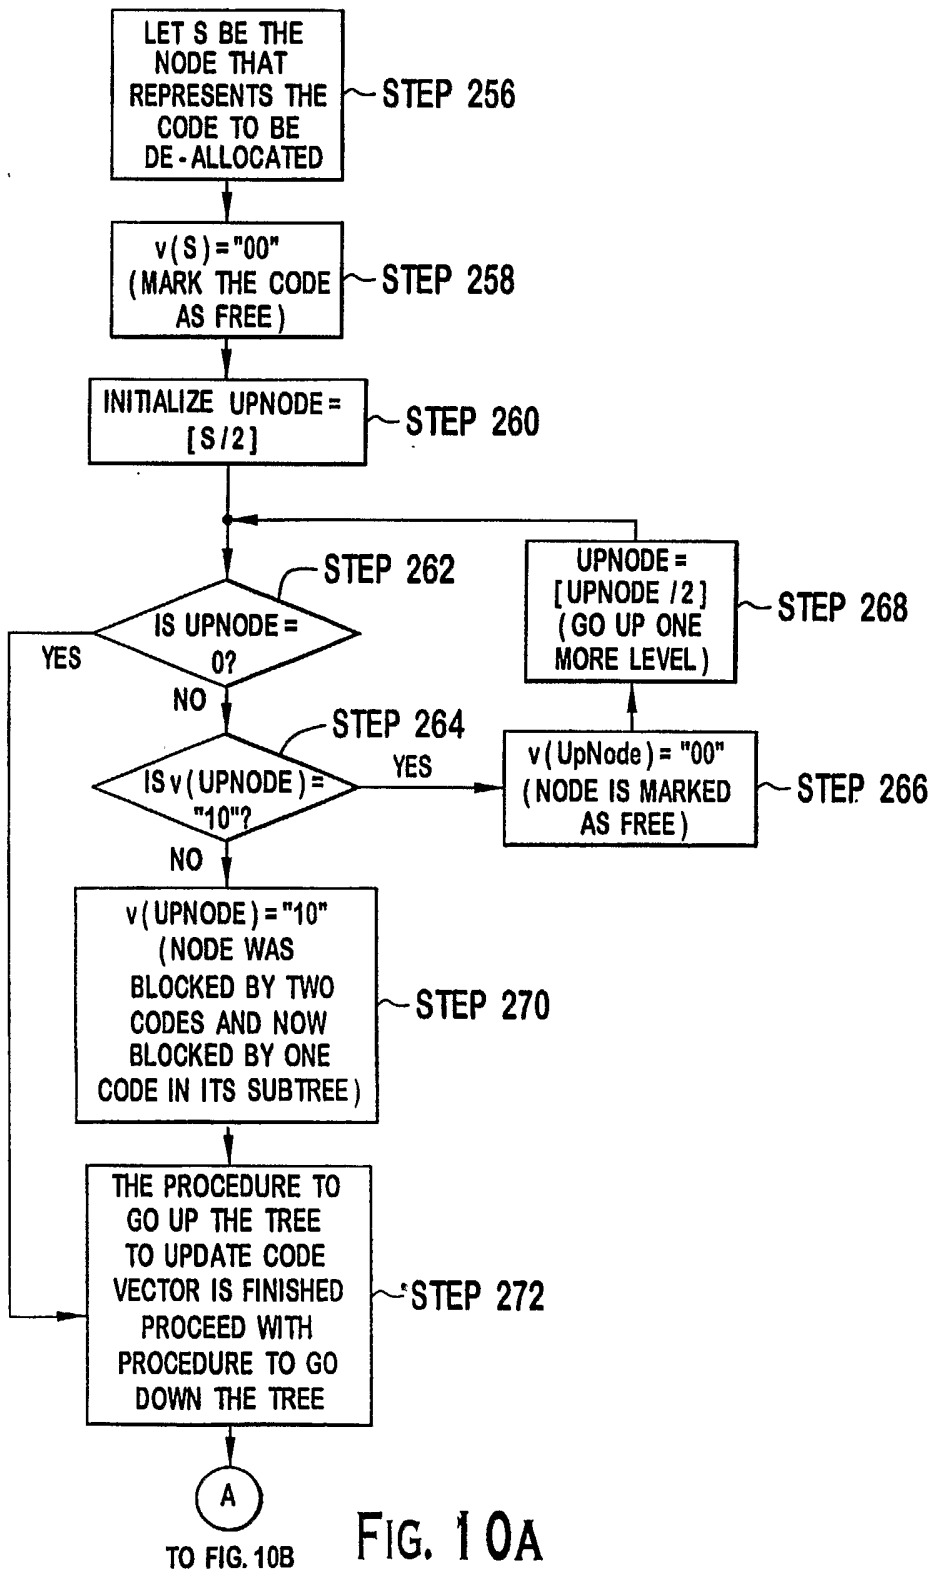 LET S BE THE
NODE THAT
REPRESENTS THE
CODE TO BE
DE-ALLOCATED
STEP 256
v(S)="00"
(MARK THE CODE
AS FREE)
STEP 258
INITIALIZE UPNODE=
[S/2]
STEP 260
STEP 262
IS UPNODE=
0?
YES
NO
STEP 264
IS v(UPNODE)=
"10"?
YES
NO
UPNODE=
[UPNODE/2]
(GO UP ONE
MORE LEVEL)
STEP 268
v(UpNode)="00"
(NODE IS MARKED
AS FREE)
STEP 266
v(UPNODE)="10"
(NODE WAS
BLOCKED BY TWO
CODES AND NOW
BLOCKED BY ONE
CODE IN ITS SUBTREE)
STEP 270
THE PROCEDURE TO
GO UP THE TREE
TO UPDATE CODE
VECTOR IS FINISHED
PROCEED WITH
PROCEDURE TO GO
DOWN THE TREE
STEP 272
A
TO FIG. 10B
FIG. 10A